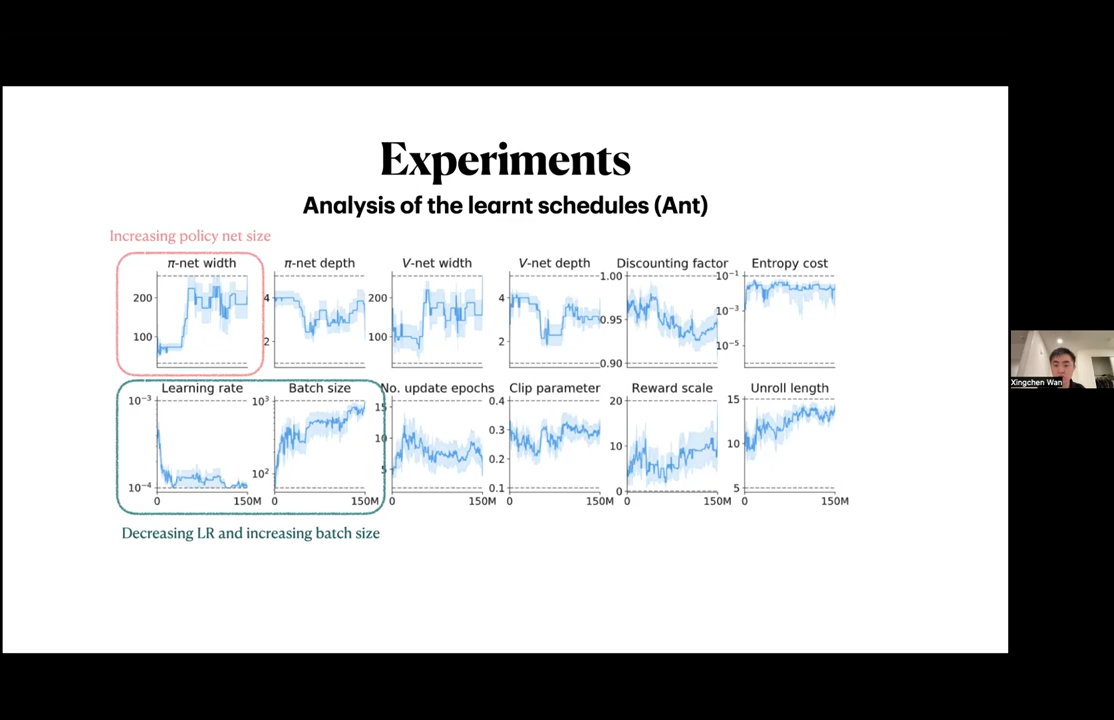 Experiments
Analysis of the learnt schedules (Ant)
Increasing policy net size
π-net width
π-net depth
V-net width
V-net depth
Discounting factor
Entropy cost
200
100
4
2
200
100
4
2
1.00
0.95
0.90
10⁻¹
10⁻³
10⁻⁵
Learning rate
Batch size
No. update epochs
Clip parameter
Reward scale
Unroll length
10⁻³
10⁻⁴
10³
10²
15
10
5
0.4
0.3
0.2
0.1
20
10
0
15
10
5
0 150M
0 150M
0 150M
0 150M
0 150M
0 150M
Decreasing LR and increasing batch size
Xingchen Wan